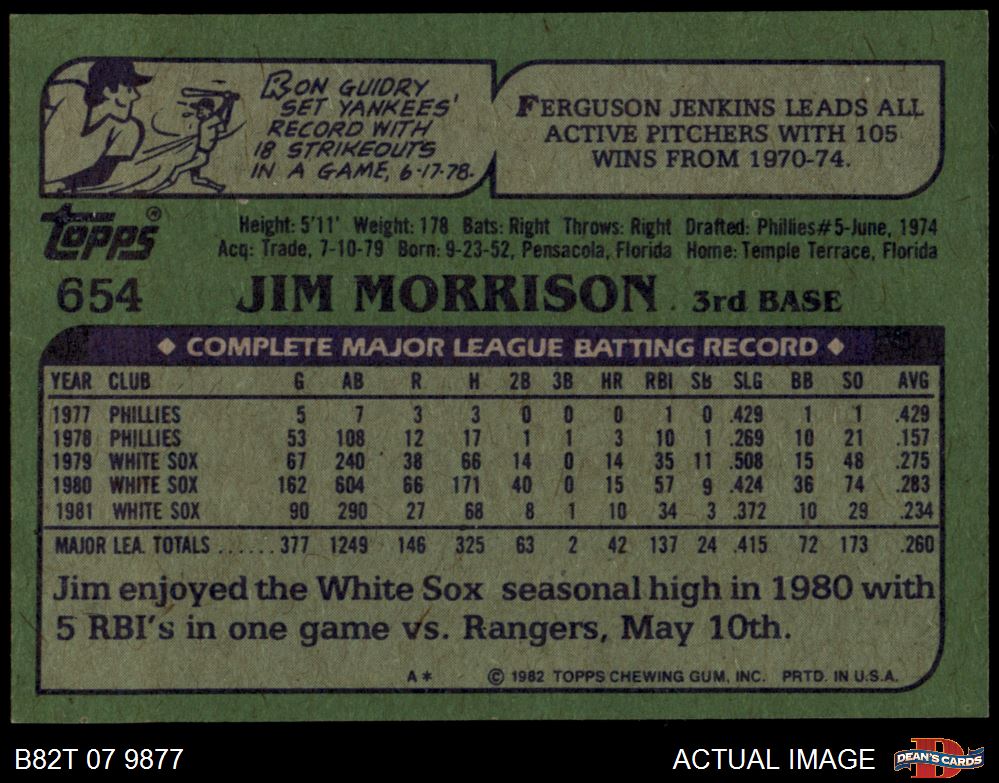 RON GUIDRY
SET YANKEES'
RECORD WITH
18 STRIKEOUTS
IN A GAME, 6-17-78.
FERGUSON JENKINS LEADS ALL
ACTIVE PITCHERS WITH 105
WINS FROM 1970-74.
Topps®
Height: 5'11' Weight: 178 Bats: Right Throws: Right Drafted: Phillies#5-June, 1974
Acq: Trade, 7-10-79 Born: 9-23-52, Pensacola, Florida Home: Temple Terrace, Florida
654 JIM MORRISON . 3rd BASE
◆ COMPLETE MAJOR LEAGUE BATTING RECORD ◆
YEAR CLUB G AB R H 2B 3B HR RBI SB SLG BB SO AVG
1977 PHILLIES 5 7 3 3 0 0 0 1 0 .429 1 1 .429
1978 PHILLIES 53 108 12 17 1 1 3 10 1 .269 10 21 .157
1979 WHITE SOX 67 240 38 66 14 0 14 35 11 .508 15 48 .275
1980 WHITE SOX 162 604 66 171 40 0 15 57 9 .424 36 74 .283
1981 WHITE SOX 90 290 27 68 8 1 10 34 3 .372 10 29 .234
MAJOR LEA. TOTALS ......377 1249 146 325 63 2 42 137 24 .415 72 173 .260
Jim enjoyed the White Sox seasonal high in 1980 with
5 RBI's in one game vs. Rangers, May 10th.
A* © 1982 TOPPS CHEWING GUM, INC. PRTD. IN U.S.A.
B82T 07 9877 ACTUAL IMAGE D DEAN'S CARDS